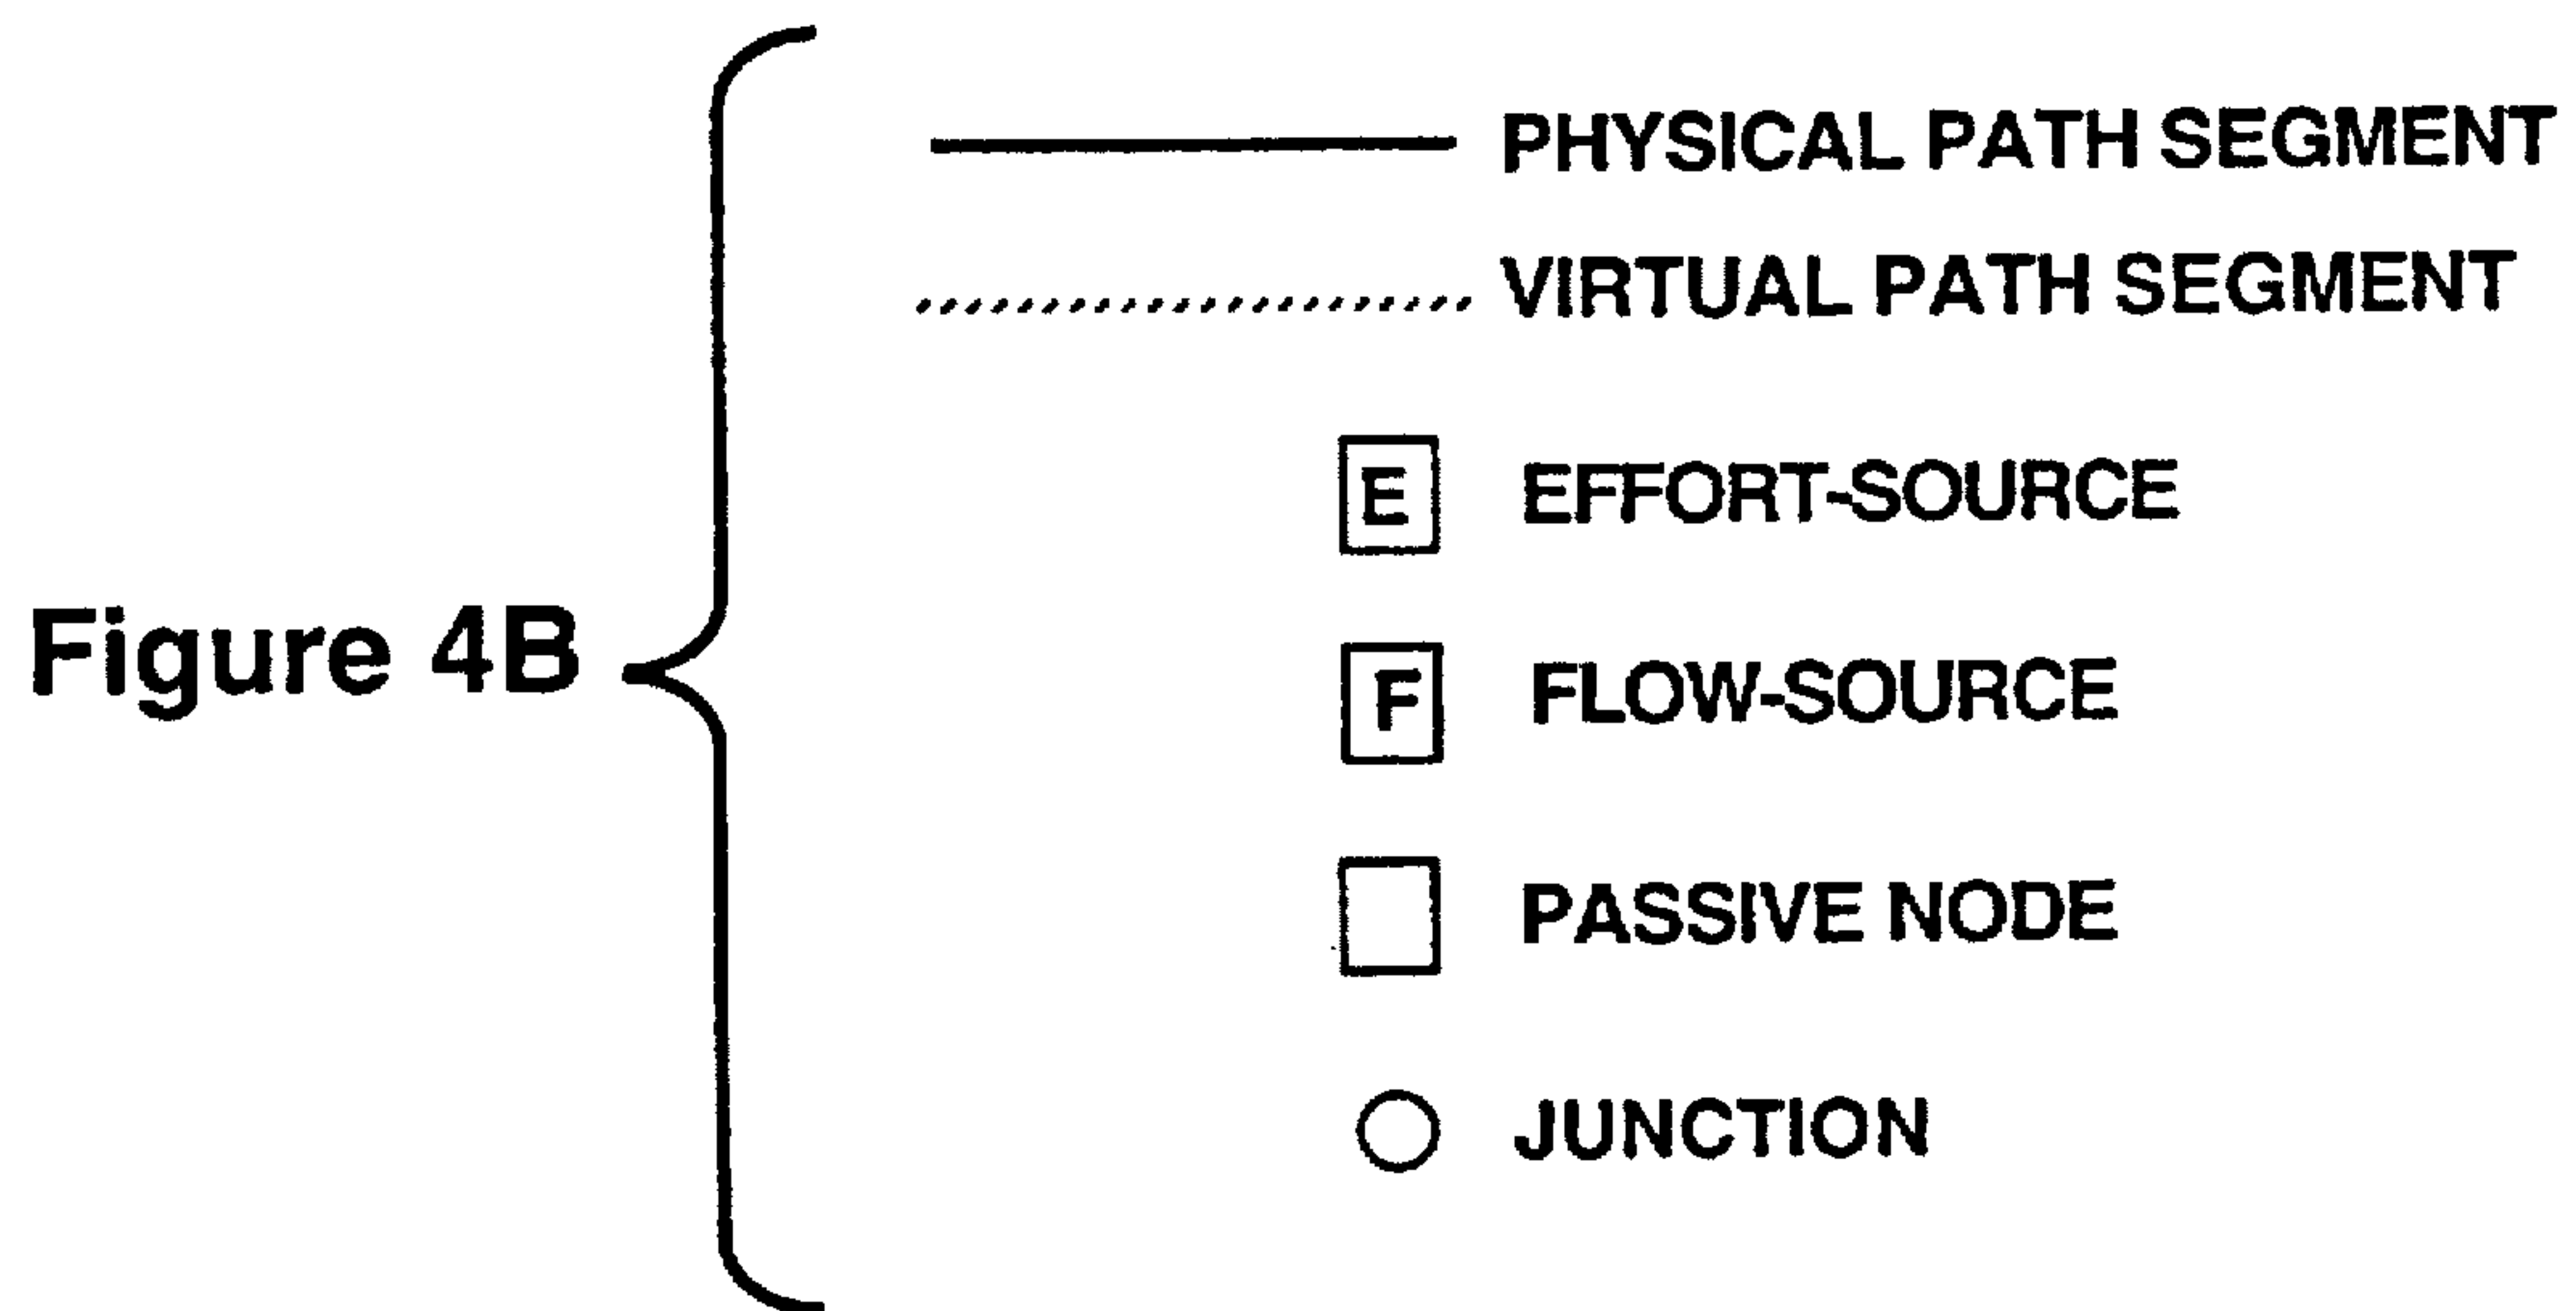 PHYSICAL PATH SEGMENT
VIRTUAL PATH SEGMENT
E EFFORT-SOURCE
Figure 4B
F FLOW-SOURCE
PASSIVE NODE
JUNCTION